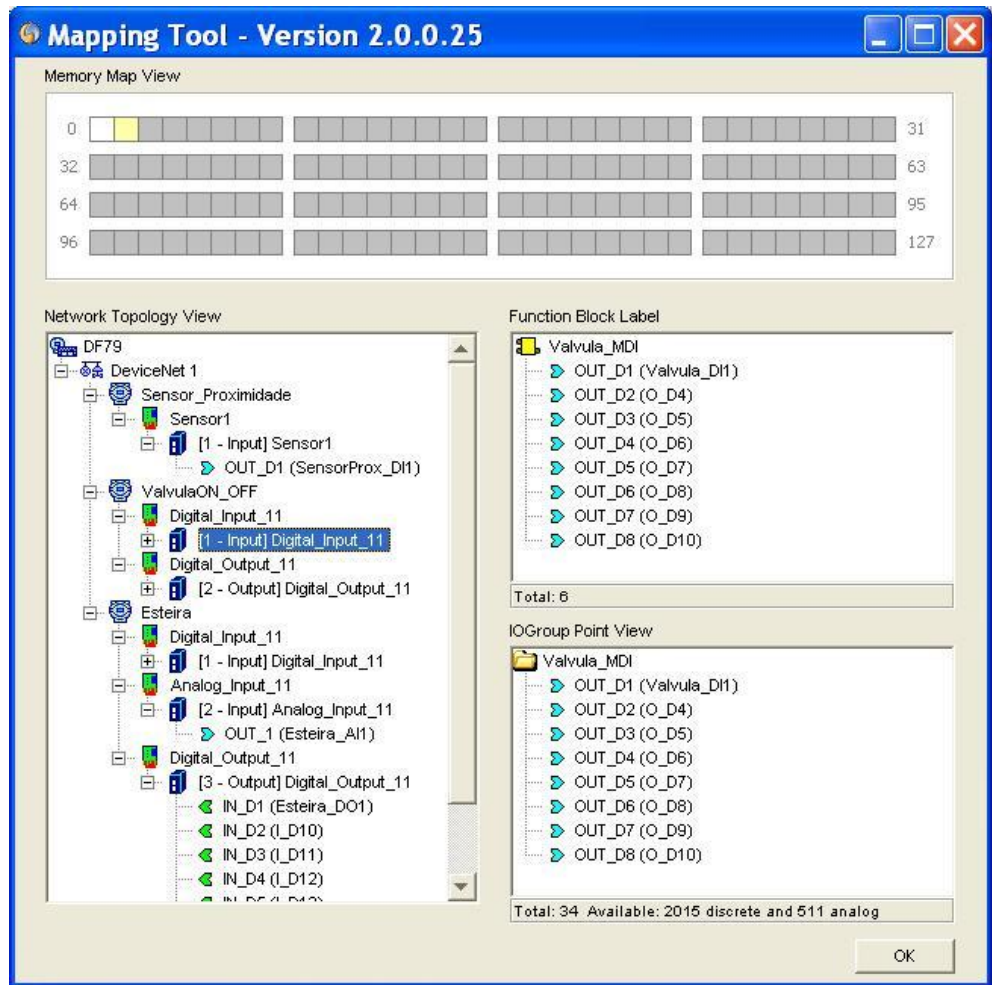 Mapping Tool - Version 2.0.0.25
Memory Map View
0 31
32 63
64 95
96 127
Network Topology View
DF79
DeviceNet 1
Sensor_Proximidade
Sensor1
[1 - Input] Sensor1
OUT_D1 (SensorProx_DI1)
ValvulaON_OFF
Digital_Input_11
[1 - Input] Digital_Input_11
Digital_Output_11
[2 - Output] Digital_Output_11
Esteira
Digital_Input_11
[1 - Input] Digital_Input_11
Analog_Input_11
[2 - Input] Analog_Input_11
OUT_1 (Esteira_AI1)
Digital_Output_11
[3 - Output] Digital_Output_11
IN_D1 (Esteira_DO1)
IN_D2 (I_D10)
IN_D3 (I_D11)
IN_D4 (I_D12)
Function Block Label
Valvula_MDI
OUT_D1 (Valvula_DI1)
OUT_D2 (O_D4)
OUT_D3 (O_D5)
OUT_D4 (O_D6)
OUT_D5 (O_D7)
OUT_D6 (O_D8)
OUT_D7 (O_D9)
OUT_D8 (O_D10)
Total: 6
IOGroup Point View
Valvula_MDI
OUT_D1 (Valvula_DI1)
OUT_D2 (O_D4)
OUT_D3 (O_D5)
OUT_D4 (O_D6)
OUT_D5 (O_D7)
OUT_D6 (O_D8)
OUT_D7 (O_D9)
OUT_D8 (O_D10)
Total: 34 Available: 2015 discrete and 511 analog
OK